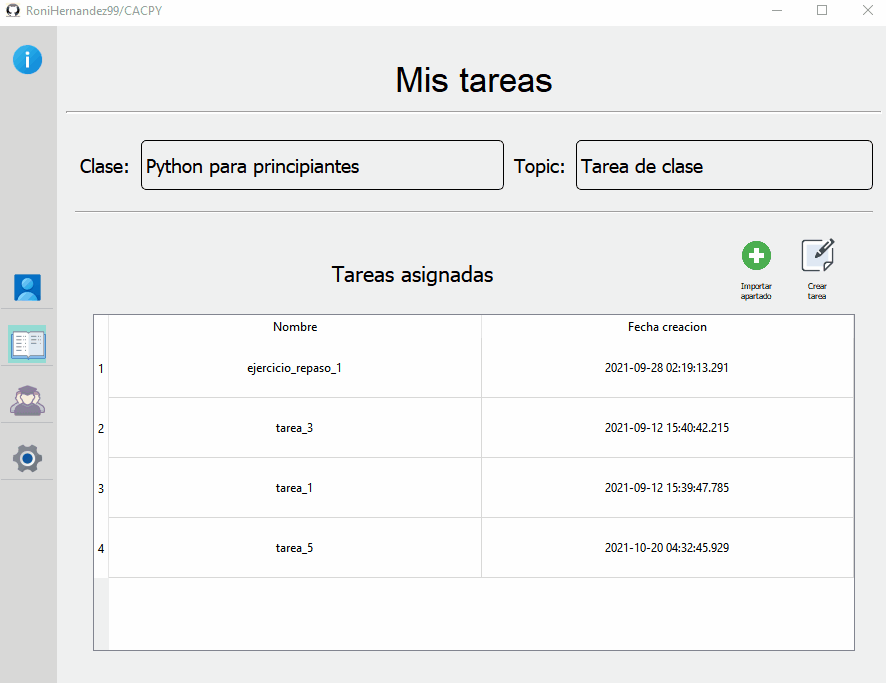 RoniHernandez99/CACPY
Mis tareas
Clase: Python para principiantes Topic: Tarea de clase
Tareas asignadas
Importar apartado
Crear tarea
Nombre Fecha creacion
1 ejercicio_repaso_1 2021-09-28 02:19:13.291
2 tarea_3 2021-09-12 15:40:42.215
3 tarea_1 2021-09-12 15:39:47.785
4 tarea_5 2021-10-20 04:32:45.929